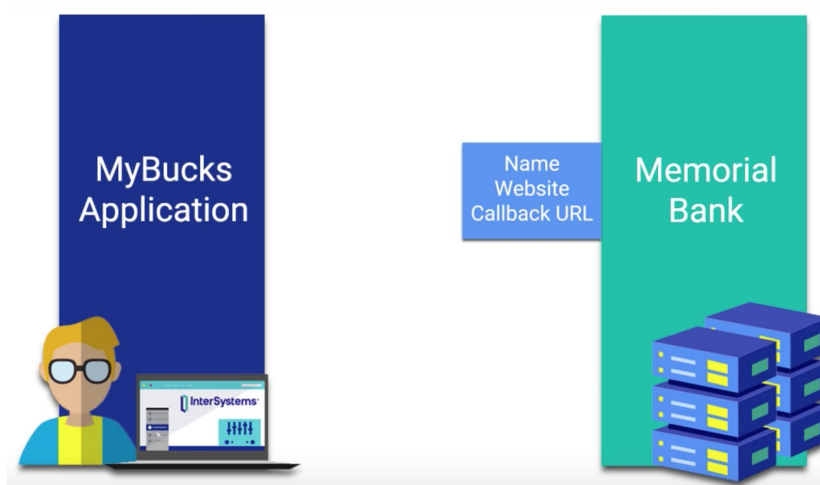 MyBucks
Application
Name
Website
Callback URL
Memorial
Bank
InterSystems